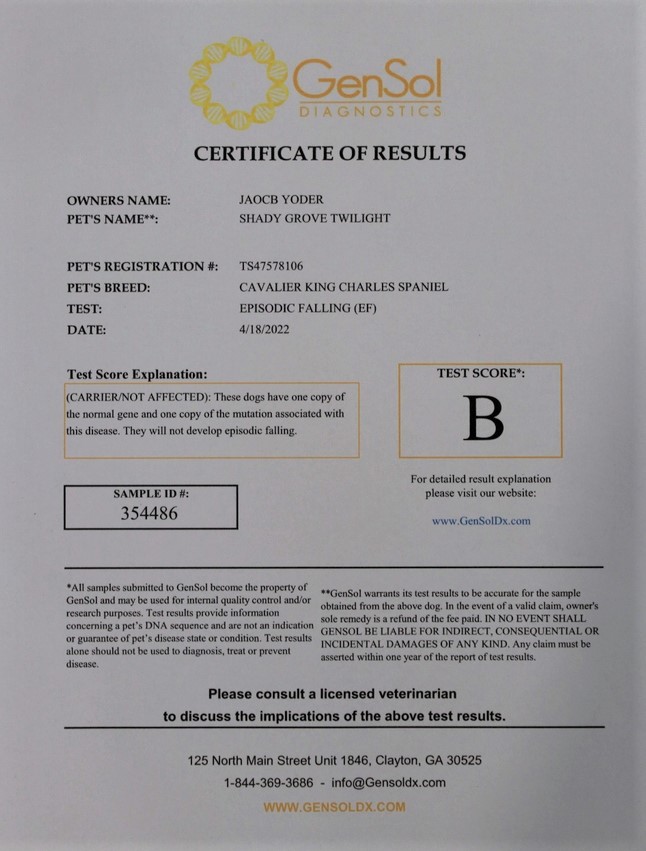 GenSol
DIAGNOSTICS
CERTIFICATE OF RESULTS
OWNERS NAME: JAOCB YODER
PET'S NAME**: SHADY GROVE TWILIGHT
PET'S REGISTRATION #: TS47578106
PET'S BREED: CAVALIER KING CHARLES SPANIEL
TEST: EPISODIC FALLING (EF)
DATE: 4/18/2022
Test Score Explanation:
(CARRIER/NOT AFFECTED): These dogs have one copy of
the normal gene and one copy of the mutation associated with
this disease. They will not develop episodic falling.
TEST SCORE*:
B
SAMPLE ID #:
354486
For detailed result explanation
please visit our website:
www.GenSolDx.com
*All samples submitted to GenSol become the property of
GenSol and may be used for internal quality control and/or
research purposes. Test results provide information
concerning a pet's DNA sequence and are not an indication
or guarantee of pet's disease state or condition. Test results
alone should not be used to diagnosis, treat or prevent
disease.
**GenSol warrants its test results to be accurate for the sample
obtained from the above dog. In the event of a valid claim, owner's
sole remedy is a refund of the fee paid. IN NO EVENT SHALL
GENSOL BE LIABLE FOR INDIRECT, CONSEQUENTIAL OR
INCIDENTAL DAMAGES OF ANY KIND. Any claim must be
asserted within one year of the report of test results.
Please consult a licensed veterinarian
to discuss the implications of the above test results.
125 North Main Street Unit 1846, Clayton, GA 30525
1-844-369-3686 - info@Gensoldx.com
WWW.GENSOLDX.COM